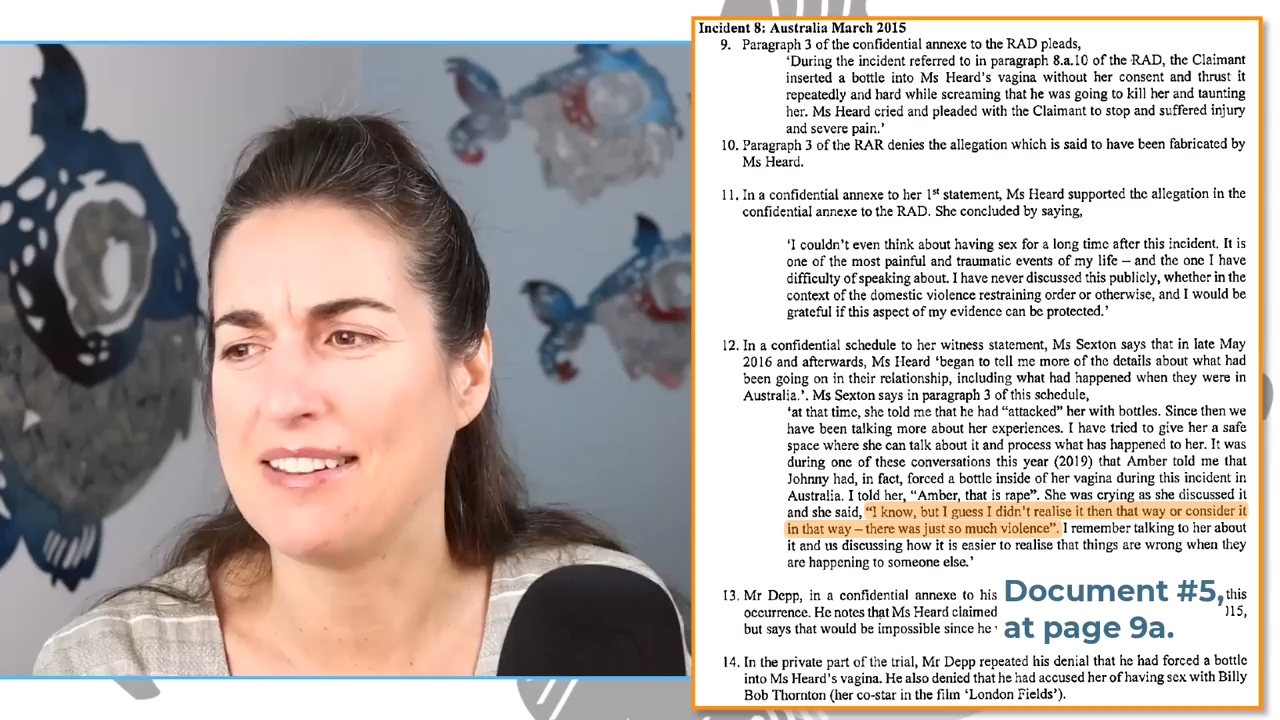 Incident 8: Australia March 2015
9. Paragraph 3 of the confidential annexe to the RAD pleads,
'During the incident referred to in paragraph 8.a.10 of the RAD, the Claimant
inserted a bottle into Ms Heard's vagina without her consent and thrust it
repeatedly and hard while screaming that he was going to kill her and taunting
her. Ms Heard cried and pleaded with the Claimant to stop and suffered injury
and severe pain.'
10. Paragraph 3 of the RAR denies the allegation which is said to have been fabricated by
Ms Heard.
11. In a confidential annexe to her 1st statement, Ms Heard supported the allegation in the
confidential annexe to the RAD. She concluded by saying,
'I couldn't even think about having sex for a long time after this incident. It is
one of the most painful and traumatic events of my life – and the one I have
difficulty of speaking about. I have never discussed this publicly, whether in the
context of the domestic violence restraining order or otherwise, and I would be
grateful if this aspect of my evidence can be protected.'
12. In a confidential schedule to her witness statement, Ms Sexton says that in late May
2016 and afterwards, Ms Heard 'began to tell me more of the details about what had
been going on in their relationship, including what had happened when they were in
Australia.'. Ms Sexton says in paragraph 3 of this schedule,
'at that time, she told me that he had "attacked" her with bottles. Since then we
have been talking more about her experiences. I have tried to give her a safe
space where she can talk about it and process what has happened to her. It was
during one of these conversations this year (2019) that Amber told me that
Johnny had, in fact, forced a bottle inside of her vagina during this incident in
Australia. I told her, "Amber, that is rape". She was crying as she discussed it
and she said, "I know, but I guess I didn't realise it then that way or consider it
in that way – there was just so much violence". I remember talking to her about
it and us discussing how it is easier to realise that things are wrong when they
are happening to someone else.'
13. Mr Depp, in a confidential annexe to his this
occurrence. He notes that Ms Heard claimed )15,
but says that would be impossible since he
Document #5,
at page 9a.
14. In the private part of the trial, Mr Depp repeated his denial that he had forced a bottle
into Ms Heard's vagina. He also denied that he had accused her of having sex with Billy
Bob Thornton (her co-star in the film 'London Fields').